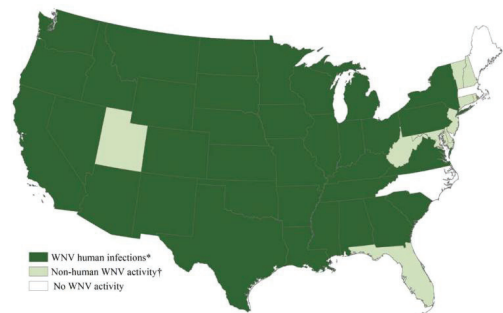 WNV human infections*
Non-human WNV activity†
No WNV activity